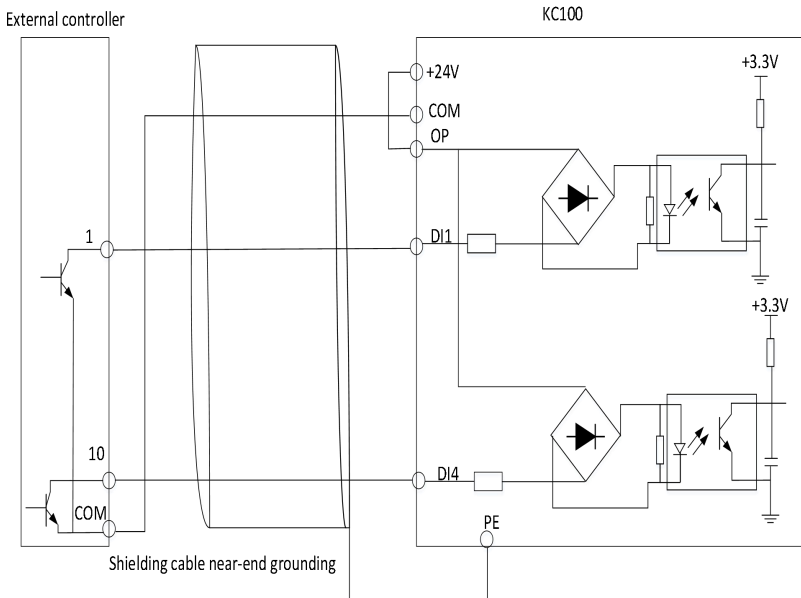 External controller
KC100
+24V
+3.3V
COM
OP
1
DI1
+3.3V
10
DI4
COM
PE
Shielding cable near-end grounding